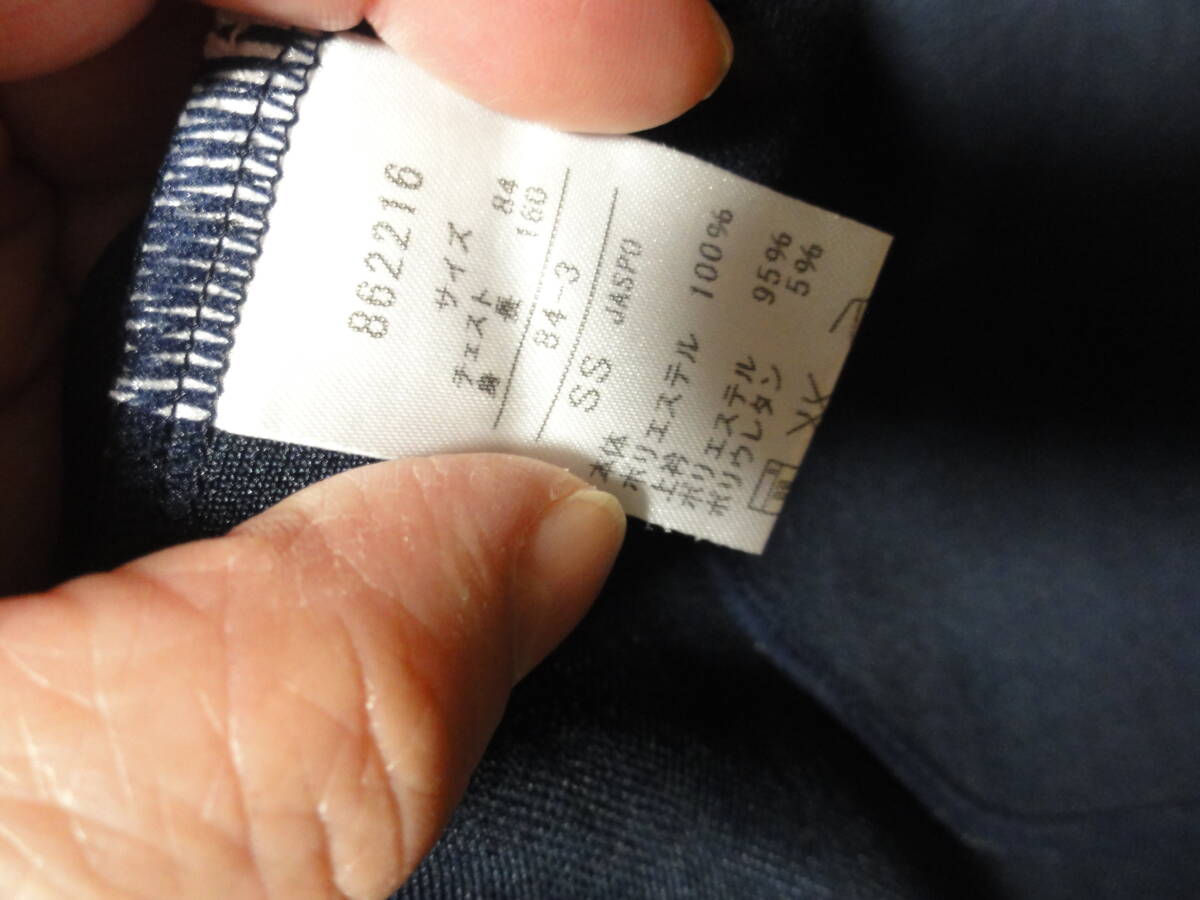 862216
サイズ
チェスト 84
身長 160
84-3
SS JASPO
本体
ポリエステル 100%
上衿
ポリエステル 95%
ポリウレタン 5%